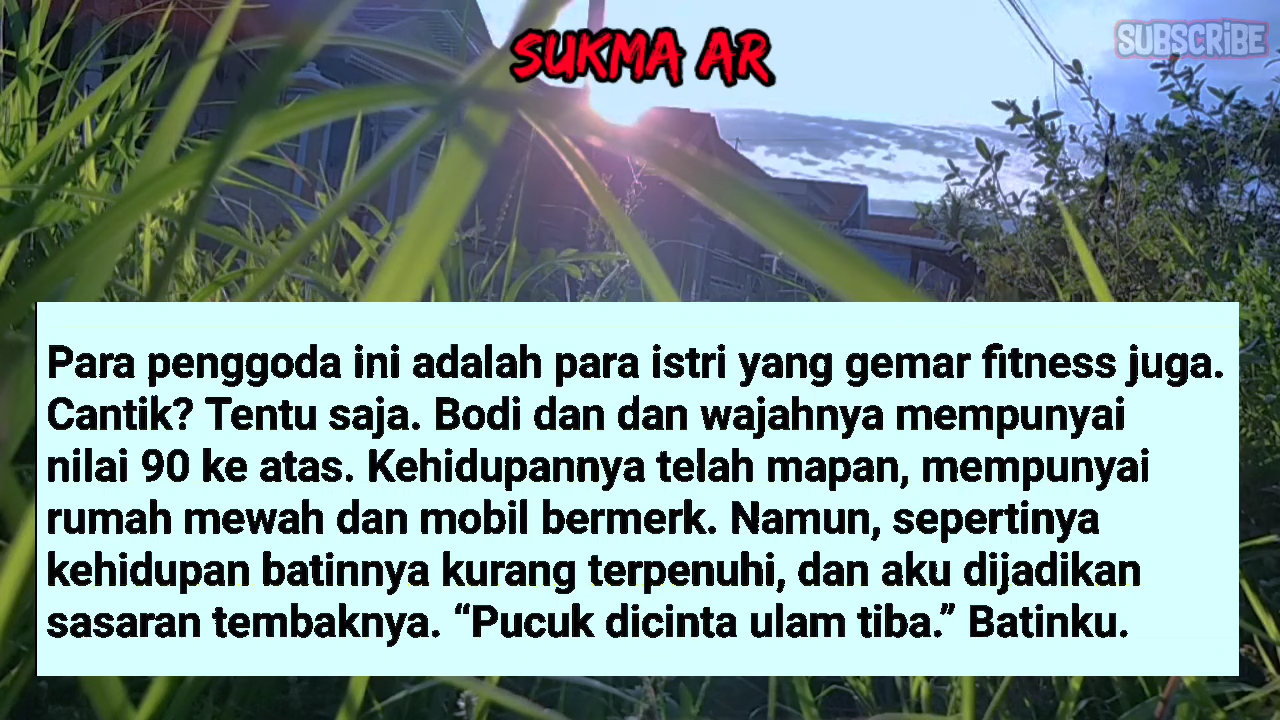 SUKMA AR
SUBSCRIBE
Para penggoda ini adalah para istri yang gemar fitness juga.
Cantik? Tentu saja. Bodi dan dan wajahnya mempunyai
nilai 90 ke atas. Kehidupannya telah mapan, mempunyai
rumah mewah dan mobil bermerk. Namun, sepertinya
kehidupan batinnya kurang terpenuhi, dan aku dijadikan
sasaran tembaknya. “Pucuk dicinta ulam tiba.” Batinku.